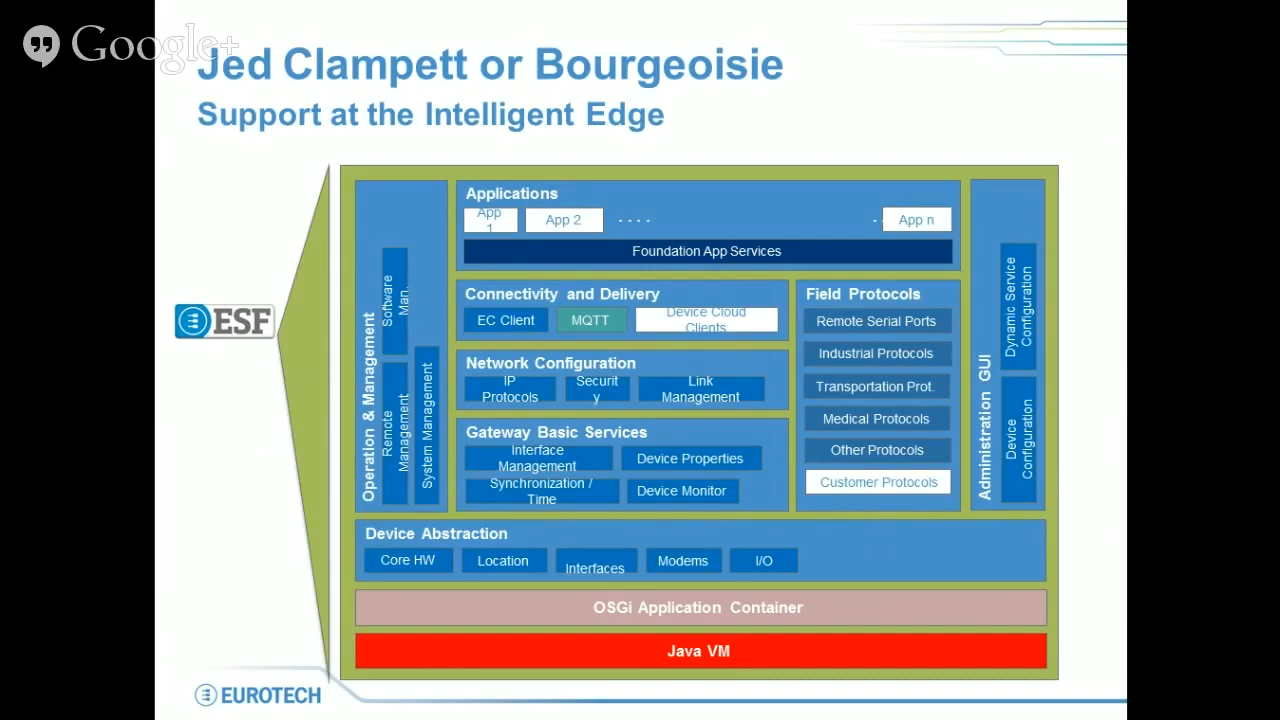 Google+
Jed Clampett or Bourgeoisie
Support at the Intelligent Edge
ESF
Operation & Management
Software
Man.
Remote
Management
System Management
Applications
App
1
App 2
. . . .
. .
App n
Foundation App Services
Connectivity and Delivery
EC Client
MQTT
Device Cloud
Clients
Network Configuration
IP
Protocols
Securit
y
Link
Management
Gateway Basic Services
Interface
Management
Device Properties
Synchronization /
Time
Device Monitor
Field Protocols
Remote Serial Ports
Industrial Protocols
Transportation Prot.
Medical Protocols
Other Protocols
Customer Protocols
Administration GUI
Dynamic Service
Configuration
Device
Configuration
Device Abstraction
Core HW
Location
Interfaces
Modems
I/O
OSGi Application Container
Java VM
EUROTECH